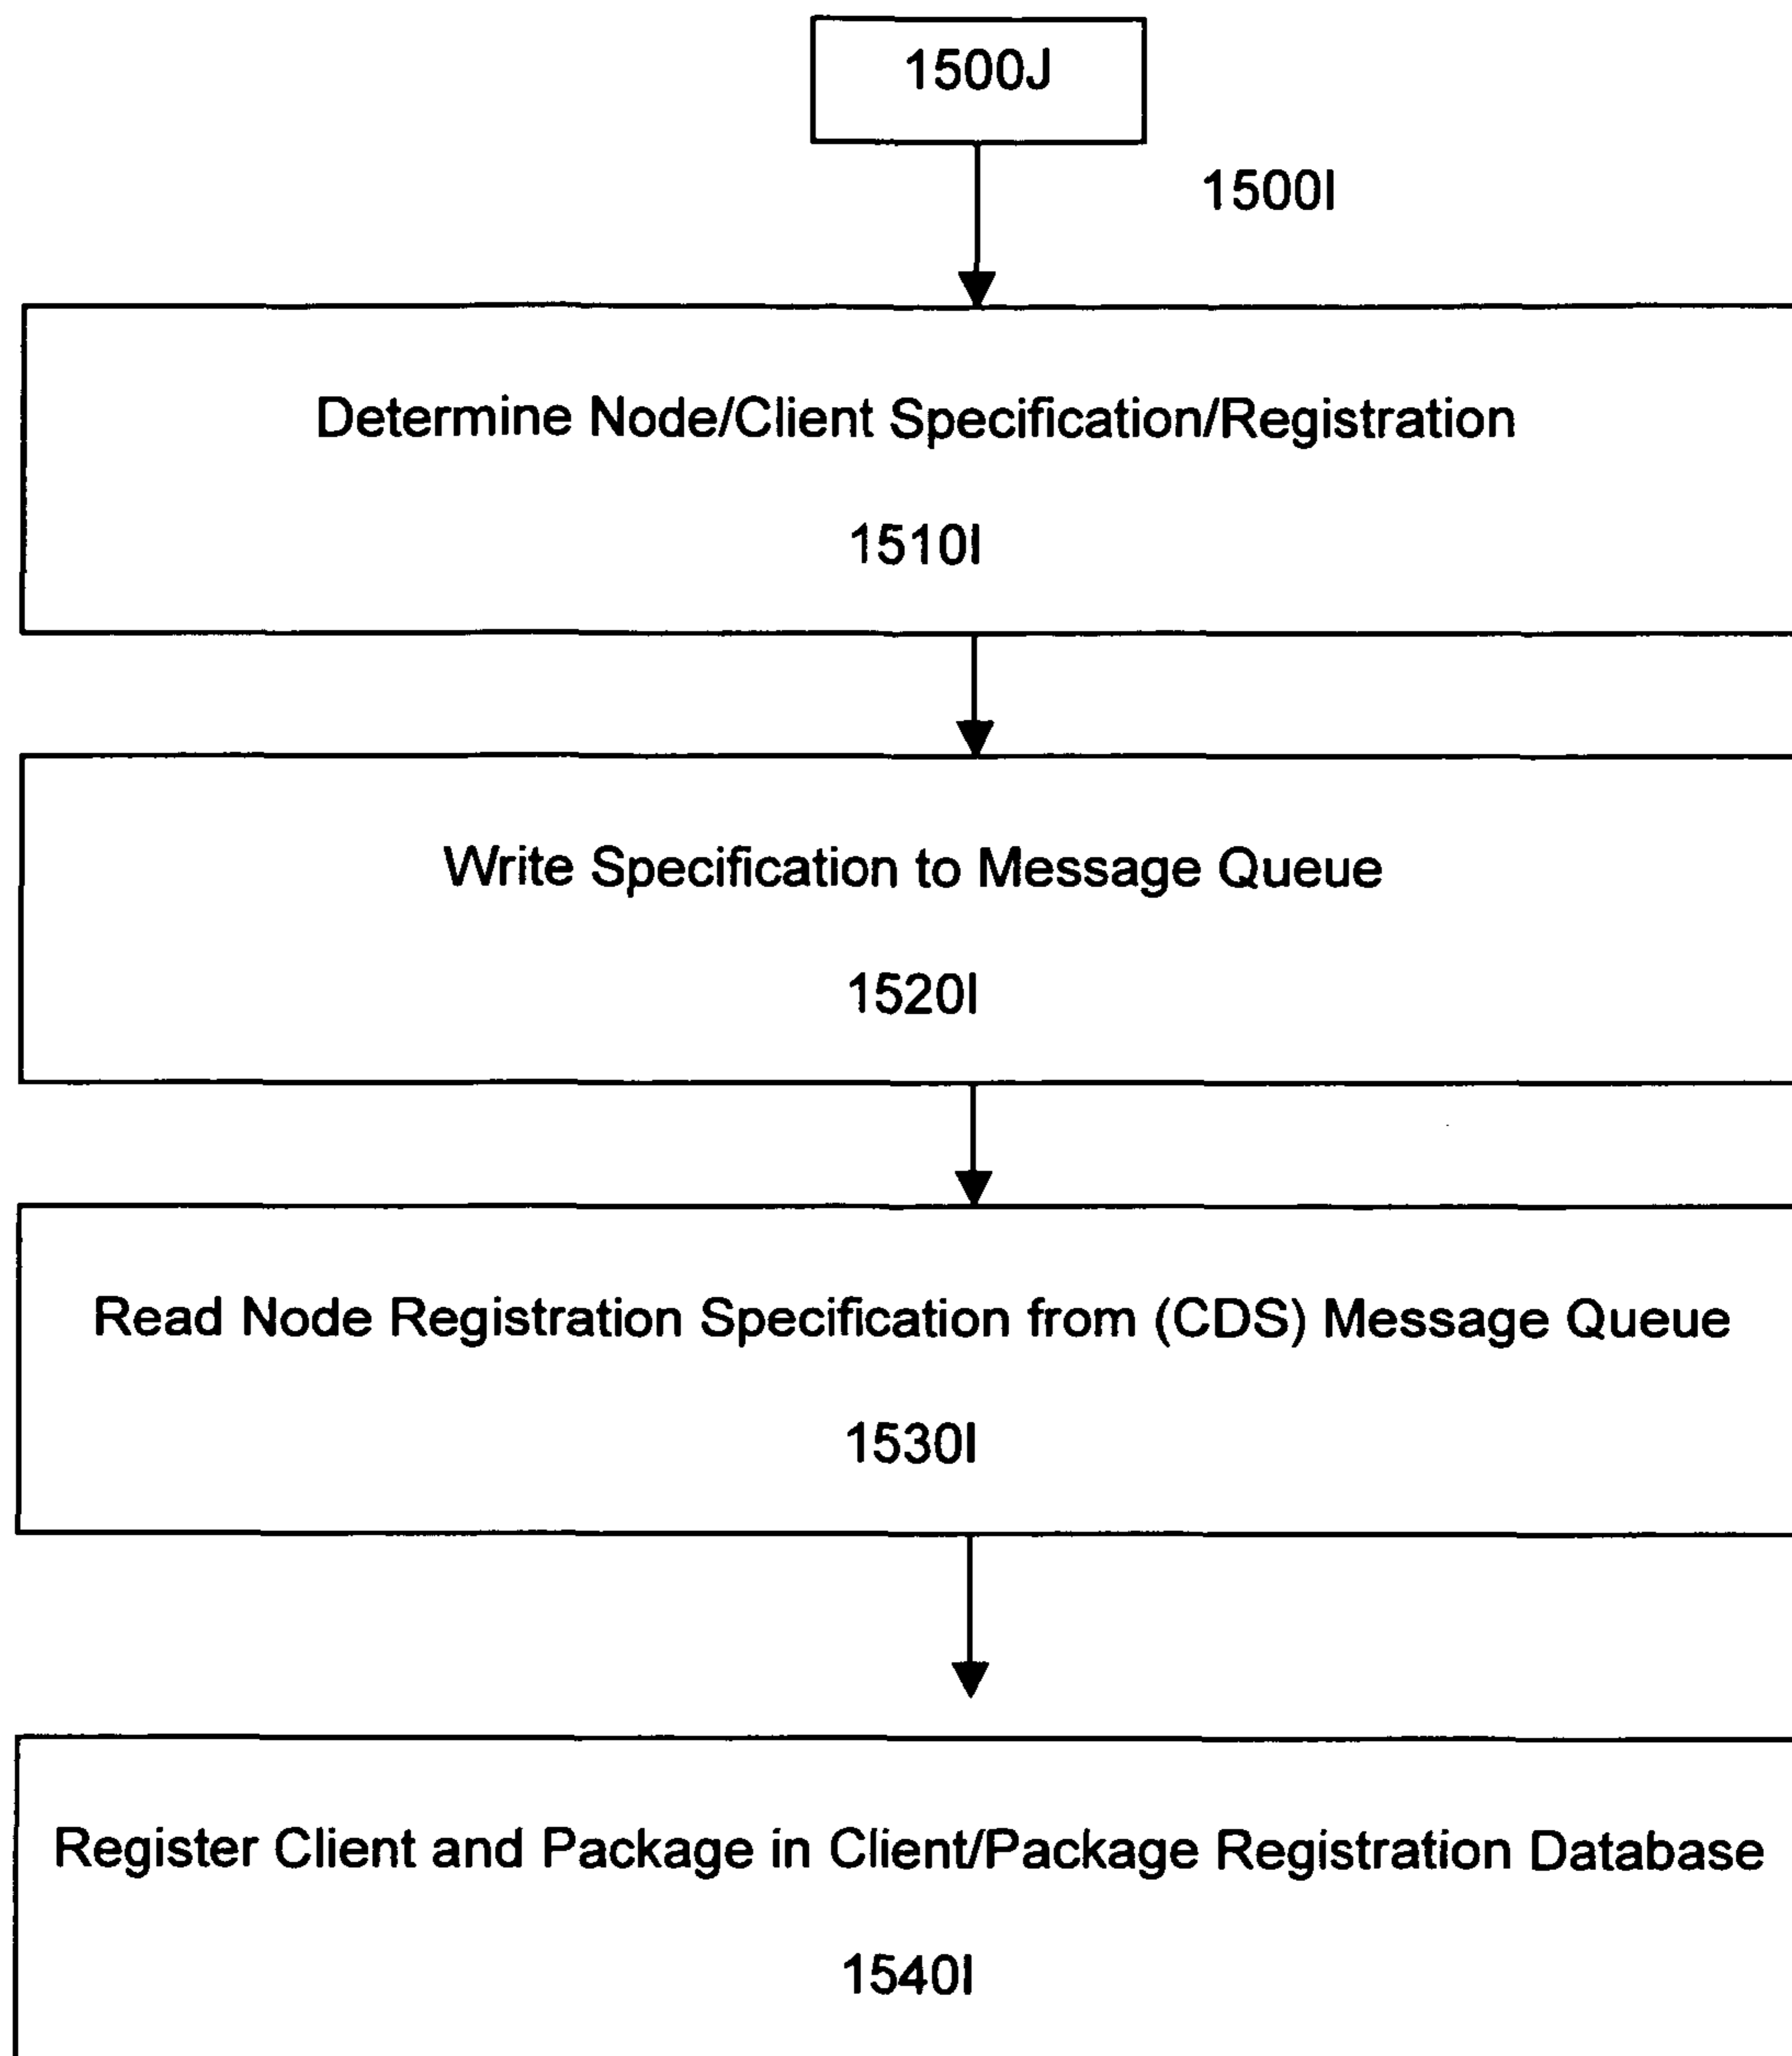 1500J
1500I
Determine Node/Client Specification/Registration
1510I
Write Specification to Message Queue
1520I
Read Node Registration Specification from (CDS) Message Queue
1530I
Register Client and Package in Client/Package Registration Database
1540I